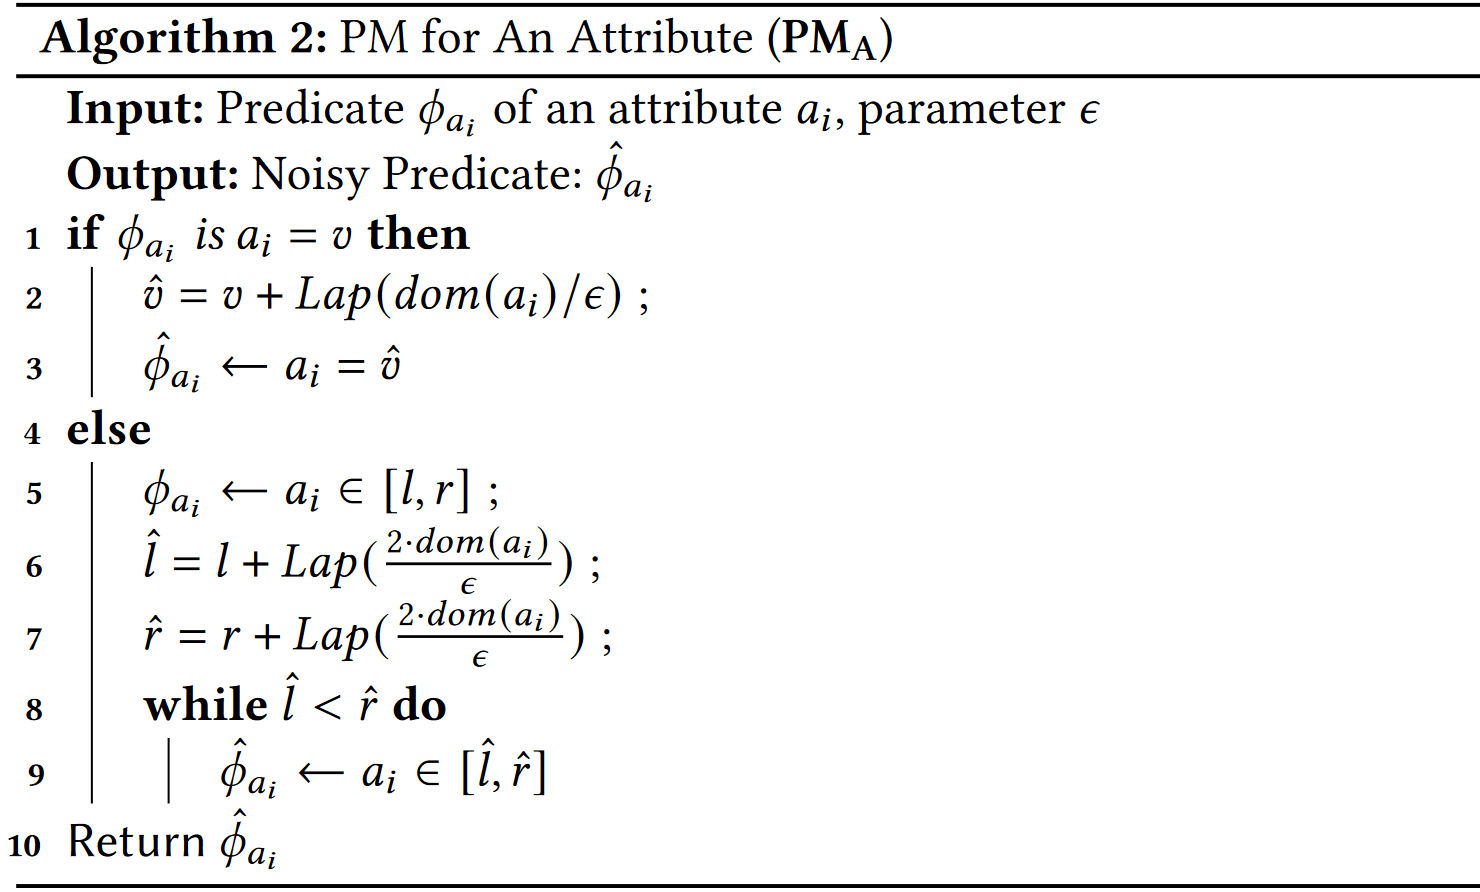 Algorithm 2: PM for An Attribute (PM_A)
Input: Predicate ϕ_{a_i} of an attribute a_i, parameter ϵ
Output: Noisy Predicate: ϕ̂_{a_i}
1 if ϕ_{a_i} is a_i = v then
2 v̂ = v + Lap(dom(a_i)/ϵ) ;
3 ϕ̂_{a_i} ← a_i = v̂
4 else
5 ϕ_{a_i} ← a_i ∈ [l, r] ;
6 l̂ = l + Lap(\frac{2·dom(a_i)}{ϵ}) ;
7 r̂ = r + Lap(\frac{2·dom(a_i)}{ϵ}) ;
8 while l̂ < r̂ do
9 ϕ̂_{a_i} ← a_i ∈ [l̂, r̂]
10 Return ϕ̂_{a_i}